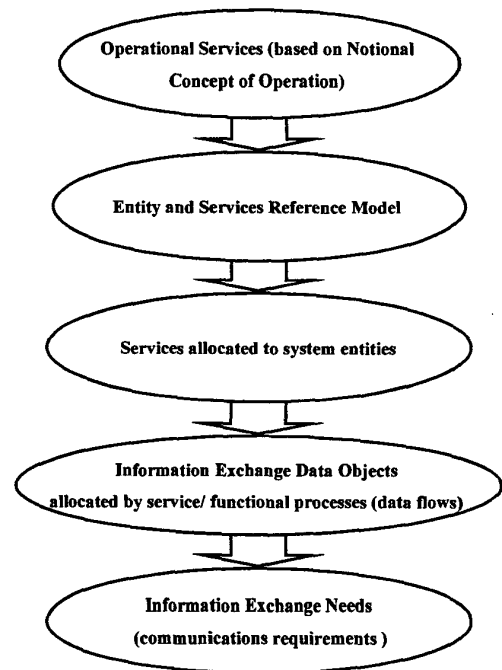 Operational Services (based on Notional
Concept of Operation)
Entity and Services Reference Model
Services allocated to system entities
Information Exchange Data Objects
allocated by service/ functional processes (data flows)
Information Exchange Needs
(communications requirements )